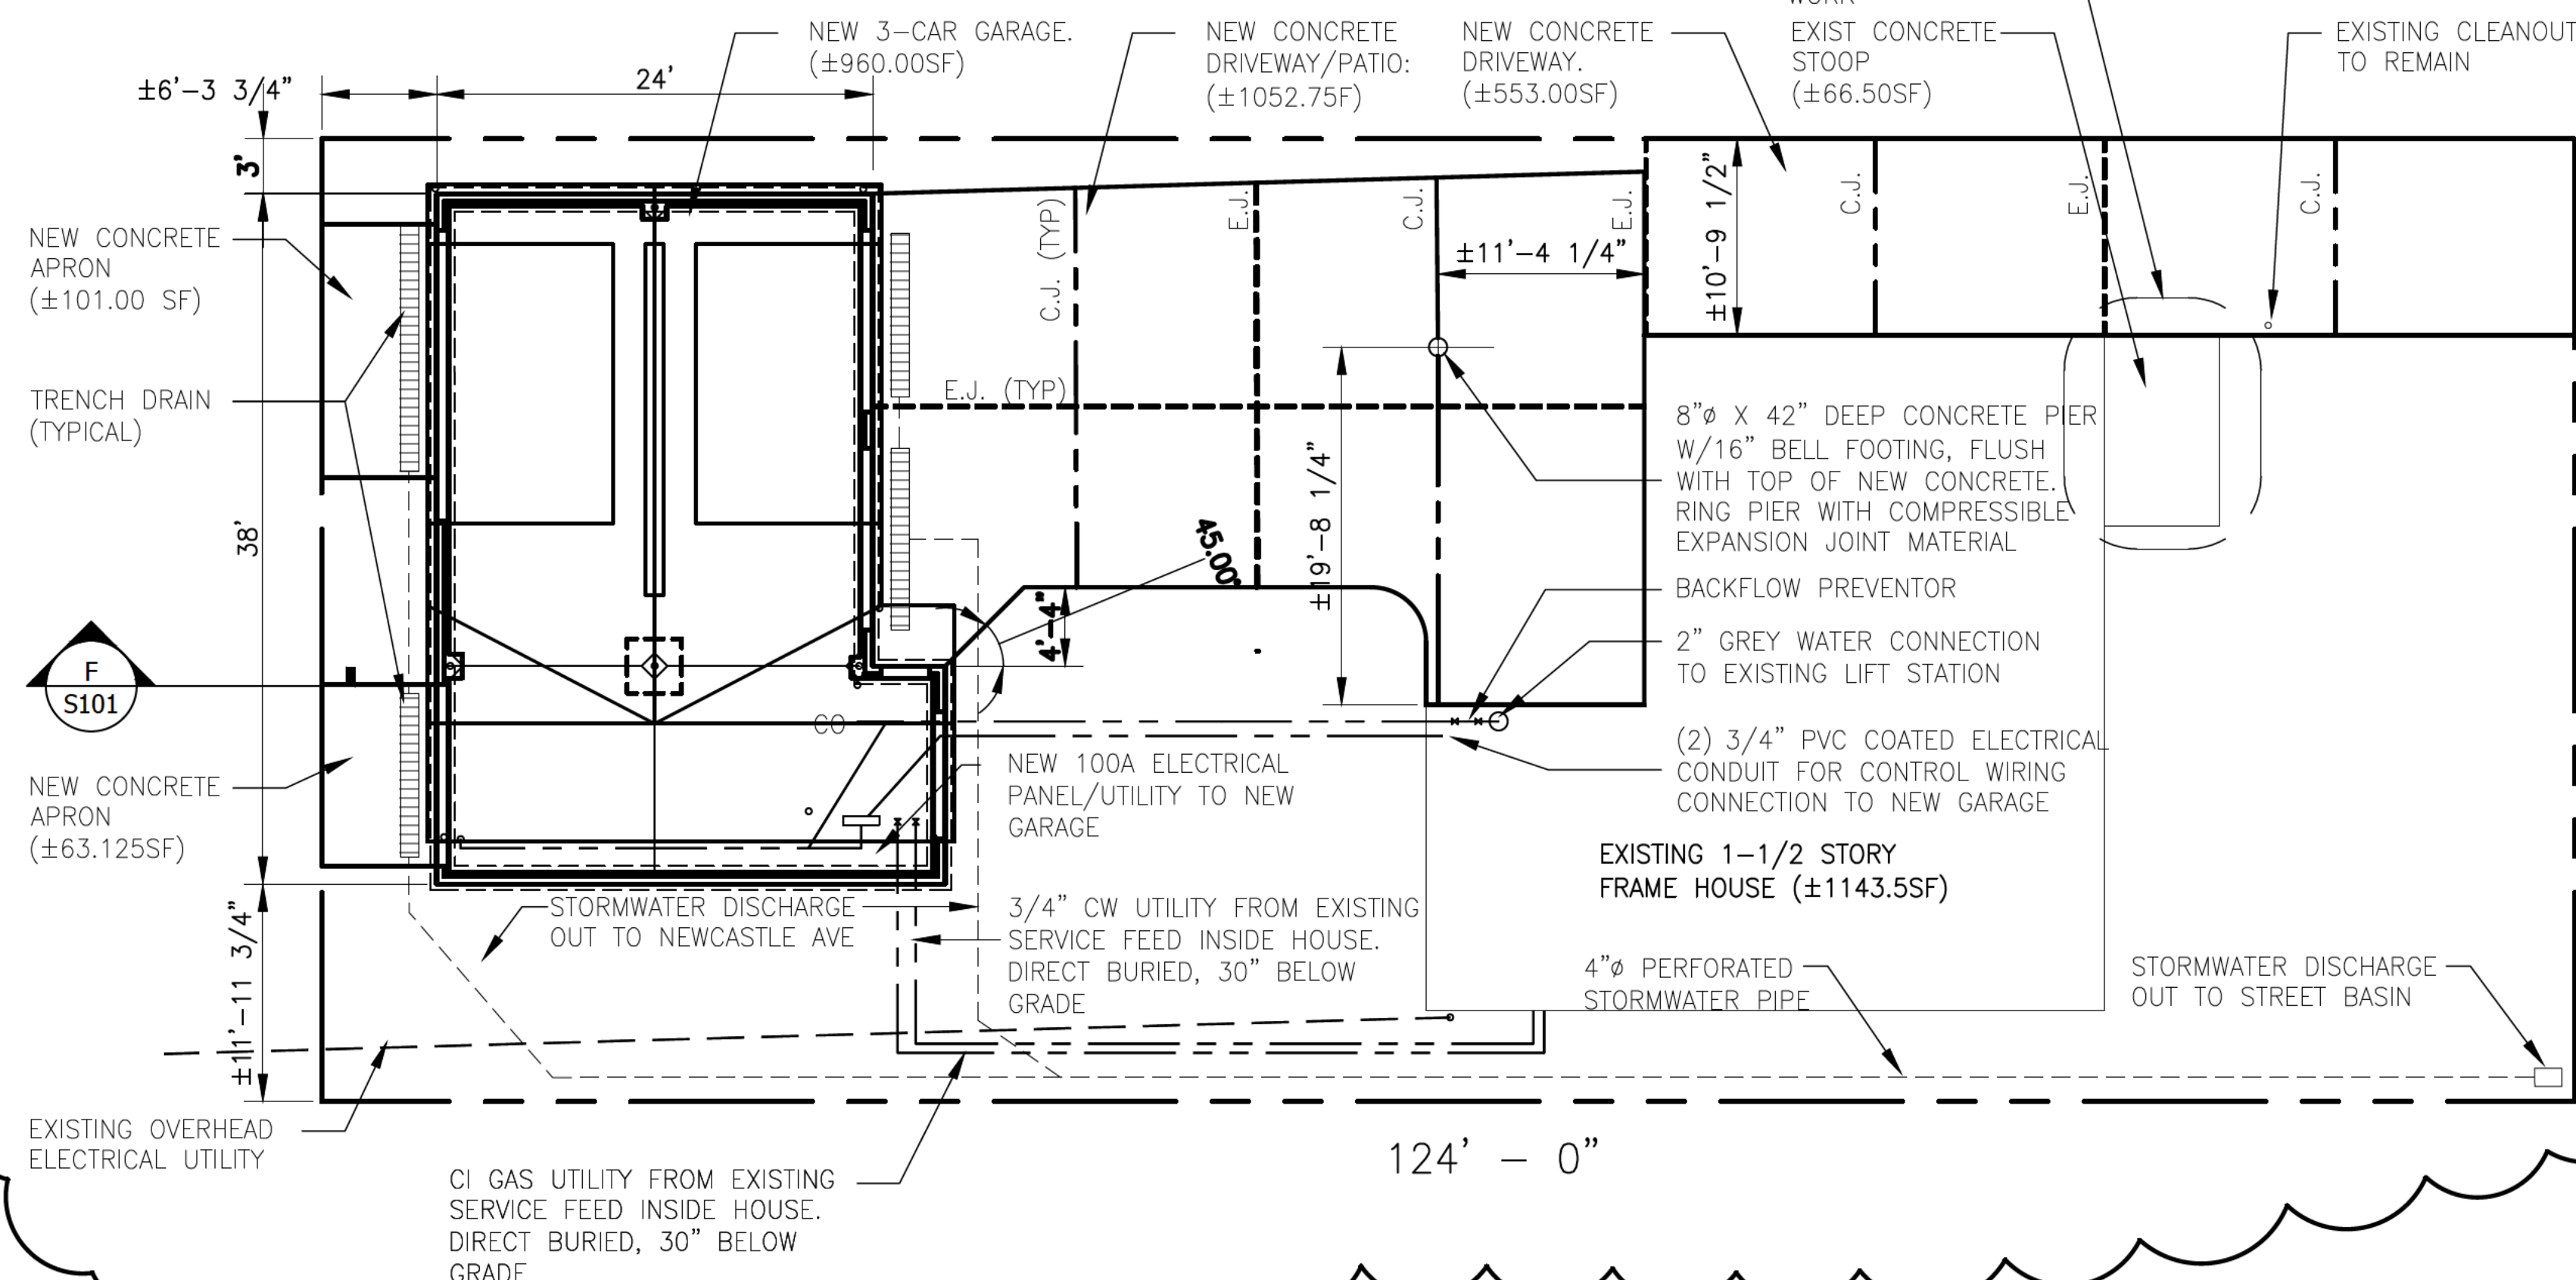 WORK
NEW 3-CAR GARAGE.
(±960.00SF)
NEW CONCRETE
DRIVEWAY/PATIO:
(±1052.75F)
NEW CONCRETE
DRIVEWAY.
(±553.00SF)
EXIST CONCRETE
STOOP
(±66.50SF)
EXISTING CLEANOUT
TO REMAIN
±6'-3 3/4"
24'
3'
38'
±11'-11 3/4"
NEW CONCRETE
APRON
(±101.00 SF)
TRENCH DRAIN
(TYPICAL)
F
S101
NEW CONCRETE
APRON
(±63.125SF)
EXISTING OVERHEAD
ELECTRICAL UTILITY
C.J. (TYP)
E.J.
C.J.
E.J.
E.J. (TYP)
±11'-4 1/4"
±10'-9 1/2"
C.J.
E.J.
C.J.
±19'-8 1/4"
45.00°
4'-4"
CO
8"ø X 42" DEEP CONCRETE PIER
W/16" BELL FOOTING, FLUSH
WITH TOP OF NEW CONCRETE.
RING PIER WITH COMPRESSIBLE
EXPANSION JOINT MATERIAL
BACKFLOW PREVENTOR
2" GREY WATER CONNECTION
TO EXISTING LIFT STATION
(2) 3/4" PVC COATED ELECTRICAL
CONDUIT FOR CONTROL WIRING
CONNECTION TO NEW GARAGE
EXISTING 1-1/2 STORY
FRAME HOUSE (±1143.5SF)
NEW 100A ELECTRICAL
PANEL/UTILITY TO NEW
GARAGE
STORMWATER DISCHARGE
OUT TO NEWCASTLE AVE
3/4" CW UTILITY FROM EXISTING
SERVICE FEED INSIDE HOUSE.
DIRECT BURIED, 30" BELOW
GRADE
4"ø PERFORATED
STORMWATER PIPE
STORMWATER DISCHARGE
OUT TO STREET BASIN
124' - 0"
CI GAS UTILITY FROM EXISTING
SERVICE FEED INSIDE HOUSE.
DIRECT BURIED, 30" BELOW
GRADE